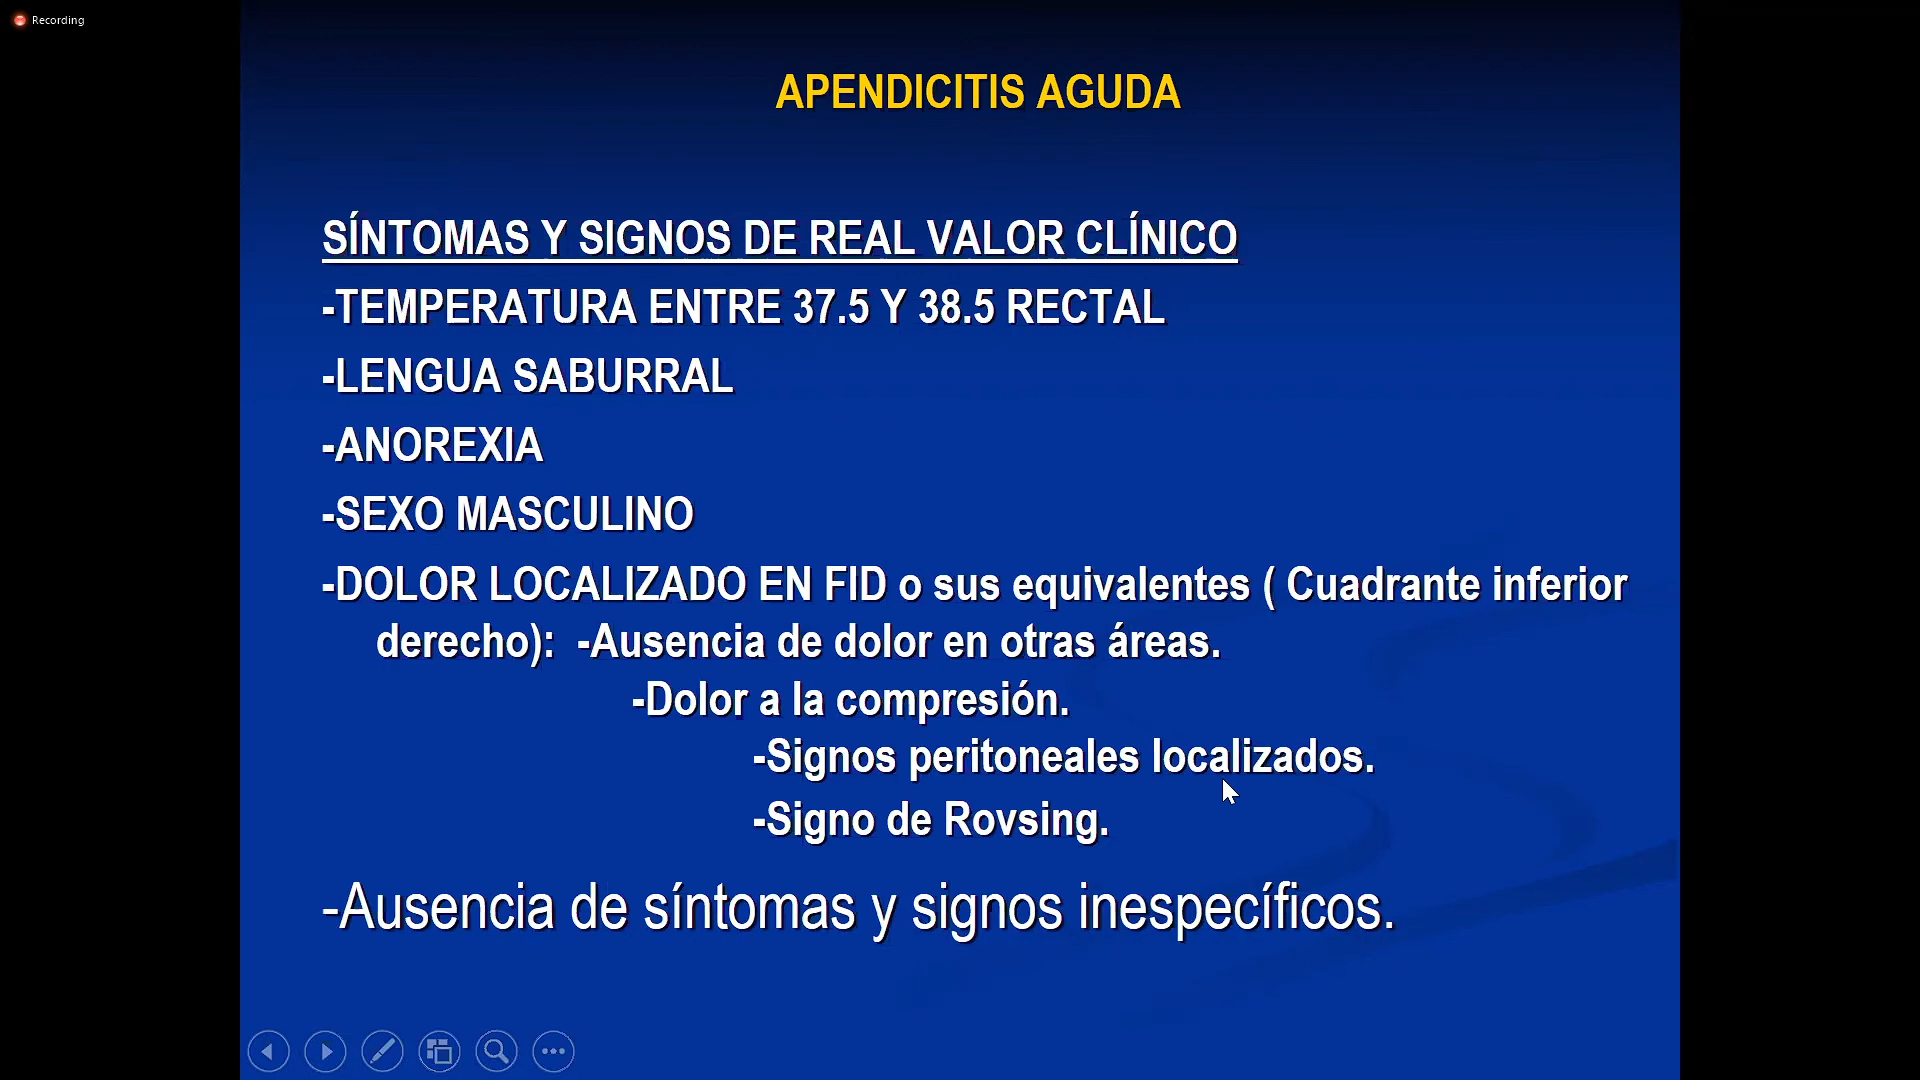 Recording
APENDICITIS AGUDA
SÍNTOMAS Y SIGNOS DE REAL VALOR CLÍNICO
-TEMPERATURA ENTRE 37.5 Y 38.5 RECTAL
-LENGUA SABURRAL
-ANOREXIA
-SEXO MASCULINO
-DOLOR LOCALIZADO EN FID o sus equivalentes ( Cuadrante inferior
derecho): -Ausencia de dolor en otras áreas.
-Dolor a la compresión.
-Signos peritoneales localizados.
-Signo de Rovsing.
-Ausencia de síntomas y signos inespecíficos.